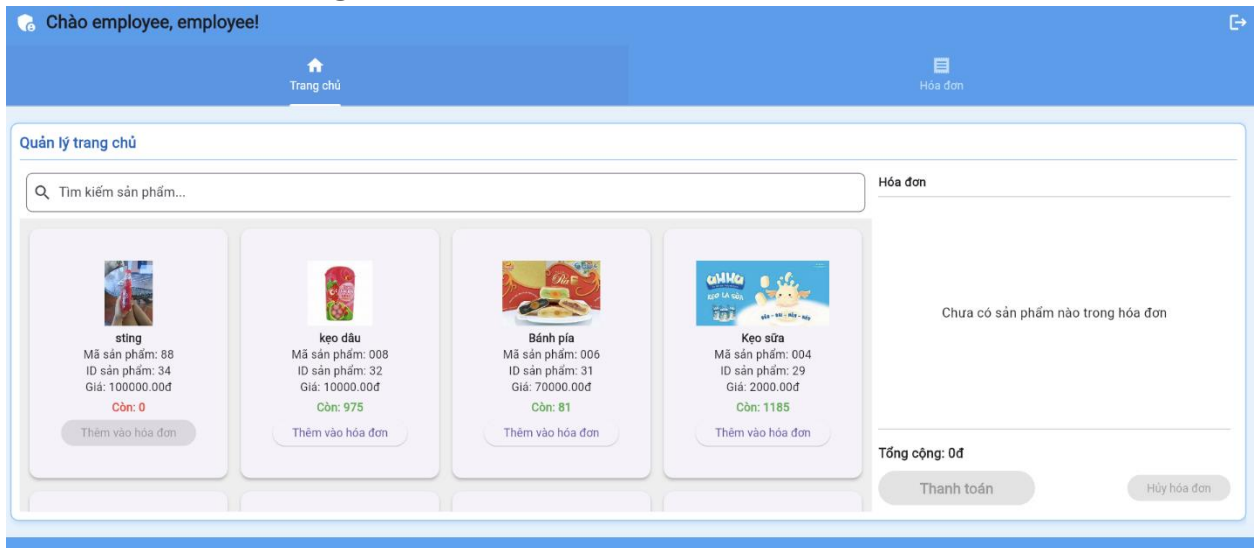 Chào employee, employee!
Trang chủ
Hóa đơn
Quản lý trang chủ
Tìm kiếm sản phẩm...
sting
Mã sản phẩm: 88
ID sản phẩm: 34
Giá: 100000.00đ
Còn: 0
Thêm vào hóa đơn
kẹo dâu
Mã sản phẩm: 008
ID sản phẩm: 32
Giá: 10000.00đ
Còn: 975
Thêm vào hóa đơn
Pía
Bánh pía
Mã sản phẩm: 006
ID sản phẩm: 31
Giá: 70000.00đ
Còn: 81
Thêm vào hóa đơn
aHHa
KẸO LÀ SỮA
Kẹo sữa
Mã sản phẩm: 004
ID sản phẩm: 29
Giá: 2000.00đ
Còn: 1185
Thêm vào hóa đơn
Hóa đơn
Chưa có sản phẩm nào trong hóa đơn
Tổng cộng: 0đ
Thanh toán
Hủy hóa đơn